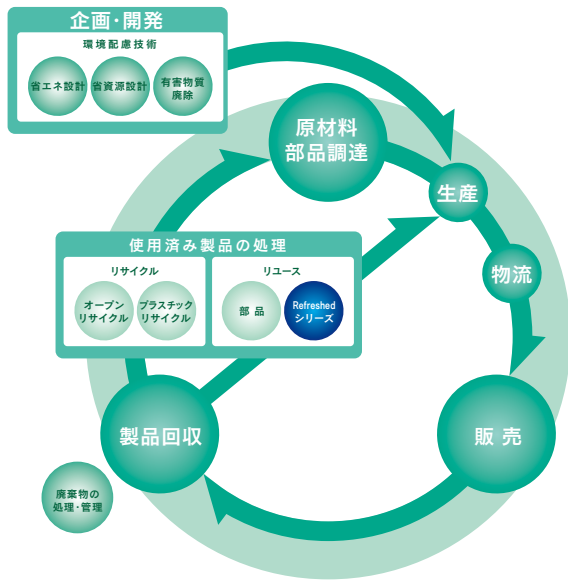 企画・開発
環境配慮技術
省エネ設計
省資源設計
有害物質
廃除
原材料
部品調達
生産
物流
使用済み製品の処理
リサイクル
オープン
リサイクル
プラスチック
リサイクル
リユース
部品
Refreshed
シリーズ
製品回収
販売
廃棄物の
処理・管理